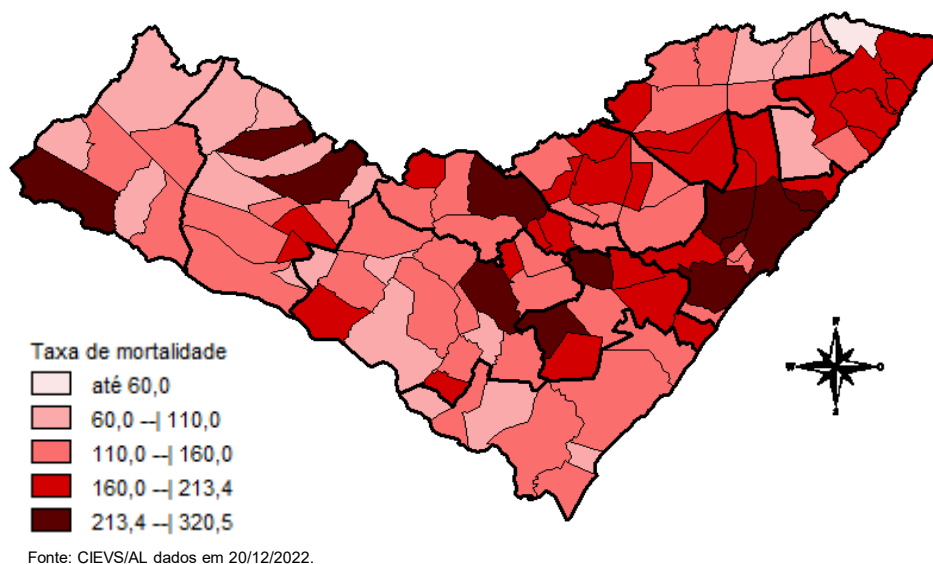 Taxa de mortalidade
até 60,0
60,0 --| 110,0
110,0 --| 160,0
160,0 --| 213,4
213,4 --| 320,5
Fonte: CIEVS/AL dados em 20/12/2022.